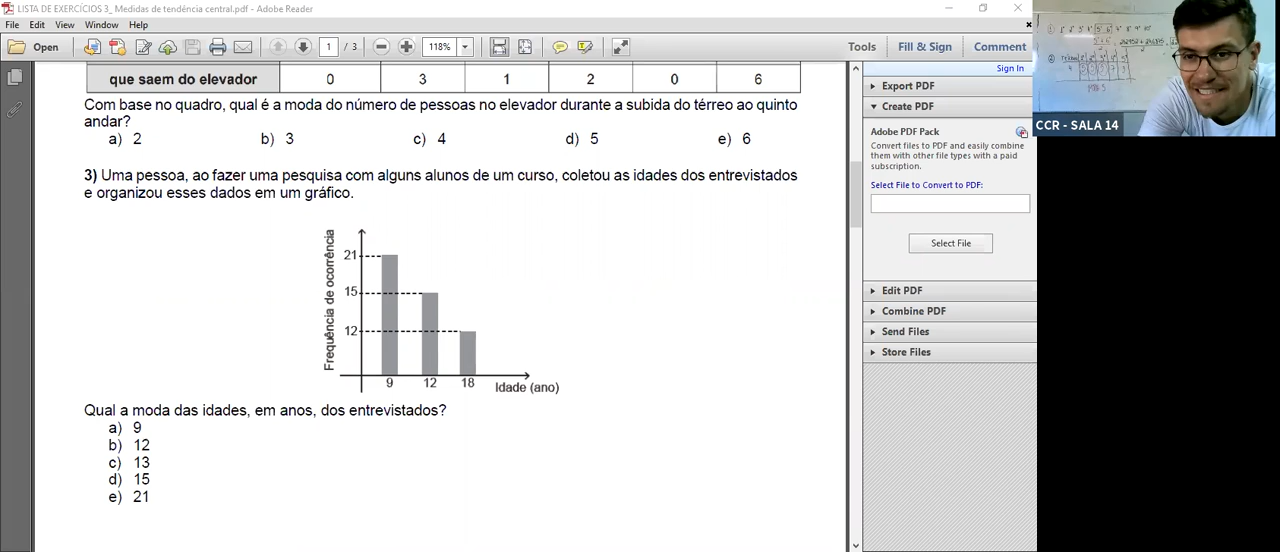 LISTA DE EXERCÍCIOS 3_ Medidas de tendência central.pdf - Adobe Reader
File Edit View Window Help
Open 1 / 3 118% Tools Fill & Sign Comment
Sign In
Export PDF
Create PDF
Adobe PDF Pack
Convert files to PDF and easily combine
them with other file types with a paid
subscription.
Select File to Convert to PDF:
Select File
Edit PDF
Combine PDF
Send Files
Store Files
que saem do elevador 0 3 1 2 0 6
Com base no quadro, qual é a moda do número de pessoas no elevador durante a subida do térreo ao quinto
andar?
a) 2 b) 3 c) 4 d) 5 e) 6
3) Uma pessoa, ao fazer uma pesquisa com alguns alunos de um curso, coletou as idades dos entrevistados
e organizou esses dados em um gráfico.
Frequência de ocorrência
21
15
12
9 12 18 Idade (ano)
Qual a moda das idades, em anos, dos entrevistados?
a) 9
b) 12
c) 13
d) 15
e) 21
CCR - SALA 14